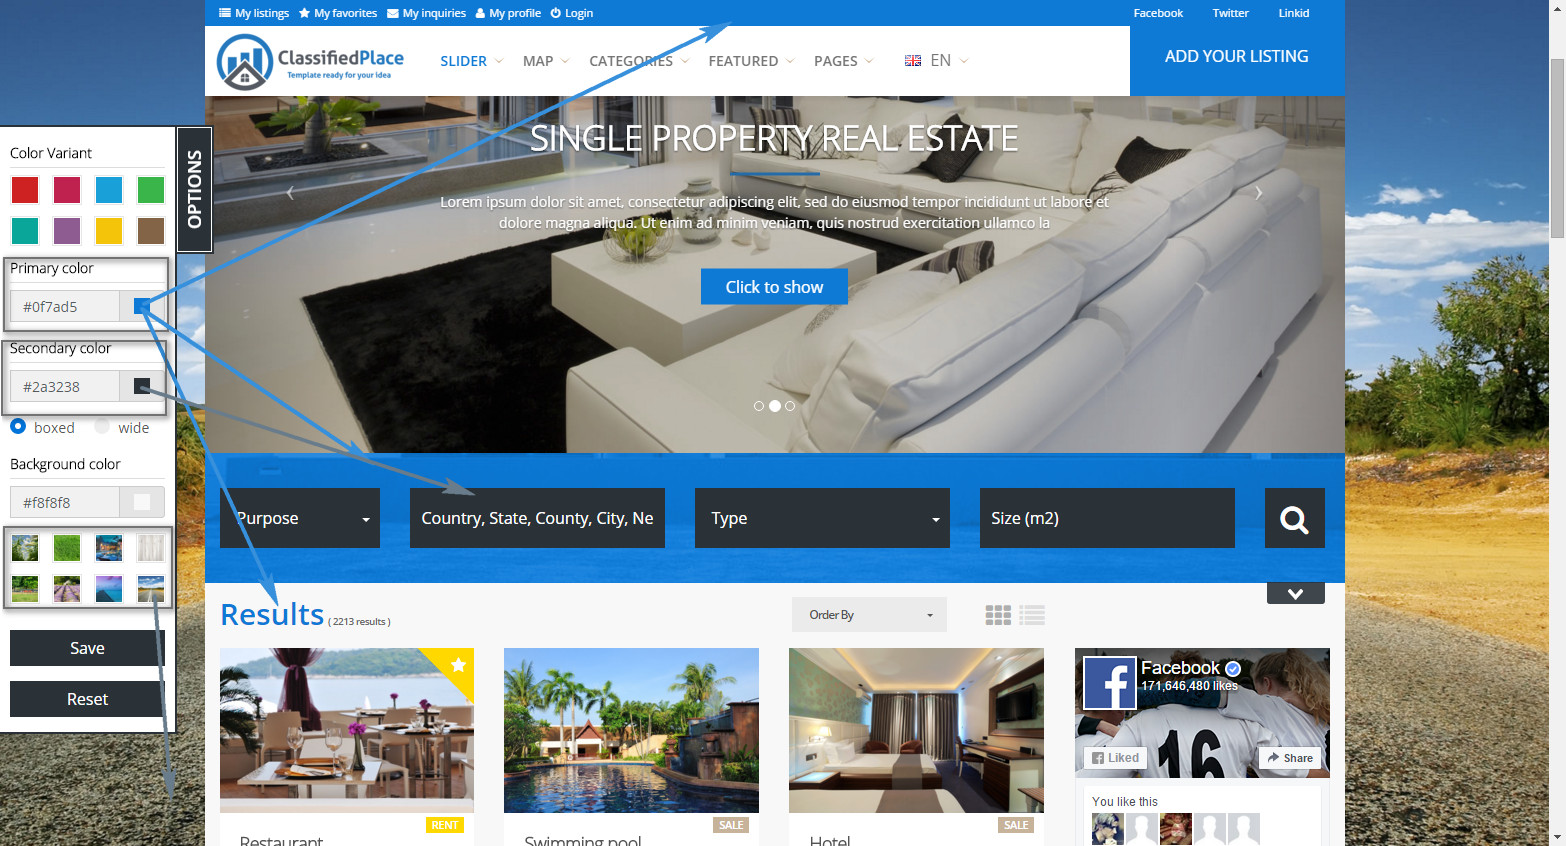 My listings My favorites My inquiries My profile Login Facebook Twitter Linkid
ClassifiedPlace
Template ready for your idea
SLIDER MAP CATEGORIES FEATURED PAGES EN ADD YOUR LISTING
OPTIONS
Color Variant
Primary color
#0f7ad5
Secondary color
#2a3238
boxed wide
Background color
#f8f8f8
Save
Reset
SINGLE PROPERTY REAL ESTATE
Lorem ipsum dolor sit amet, consectetur adipiscing elit, sed do eiusmod tempor incididunt ut labore et
dolore magna aliqua. Ut enim ad minim veniam, quis nostrud exercitation ullamco la
Click to show
Purpose Country, State, County, City, Ne Type Size (m2)
Results ( 2213 results ) Order By
Facebook
171,646,480 likes
16
Liked Share
You like this
RENT SALE SALE
Restaurant Swimming pool Hotel